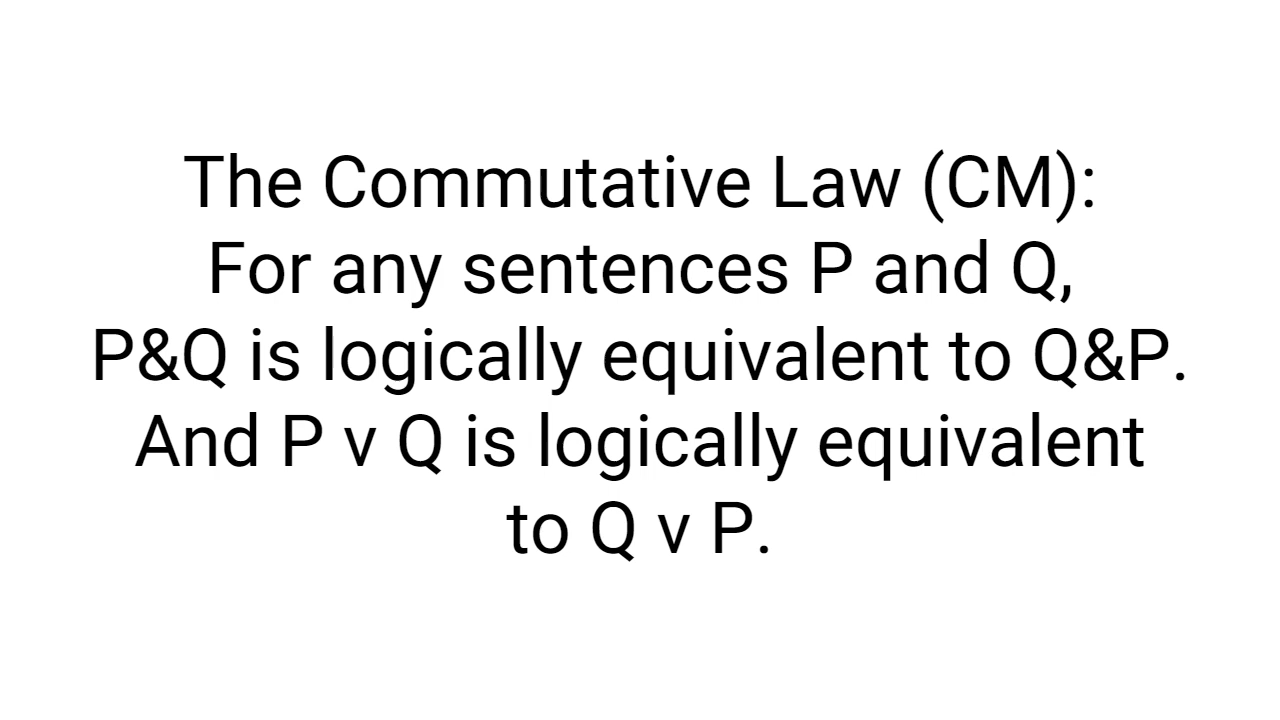 The Commutative Law (CM):
For any sentences P and Q,
P&Q is logically equivalent to Q&P.
And P v Q is logically equivalent
to Q v P.